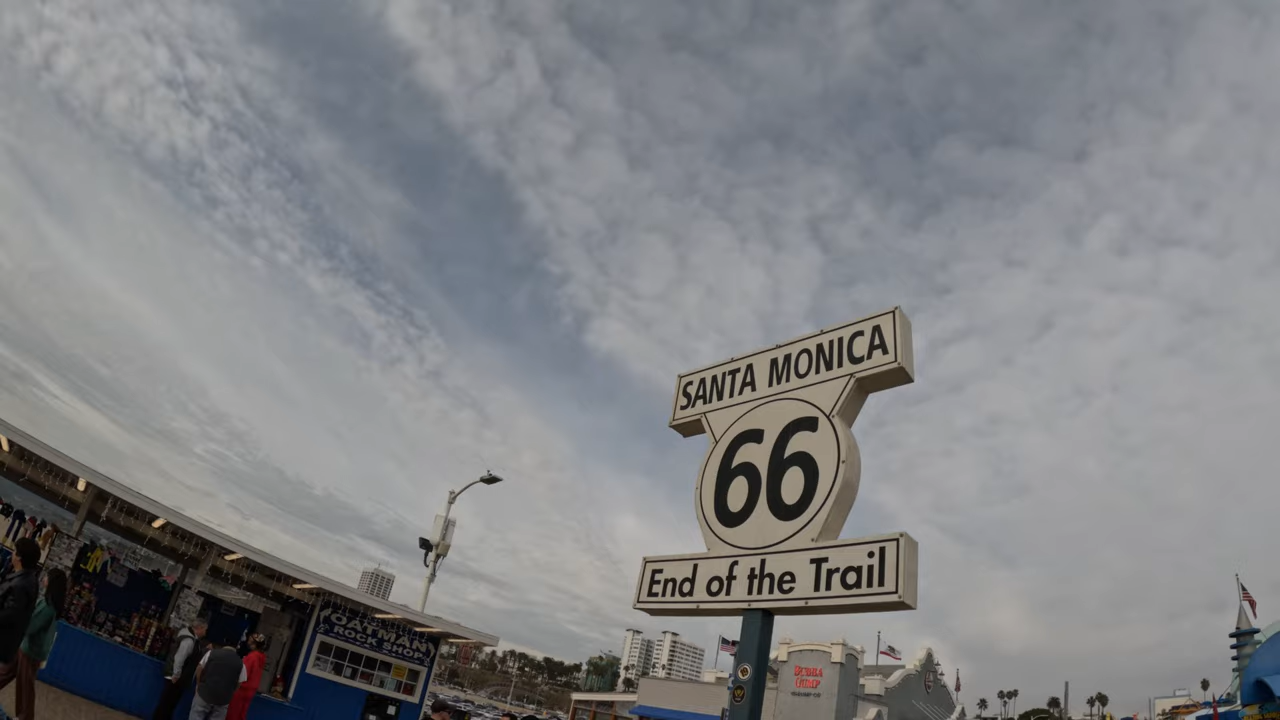 SANTA MONICA
66
End of the Trail
OATMAN
ROCK SHOP
BUBBA
GUMP